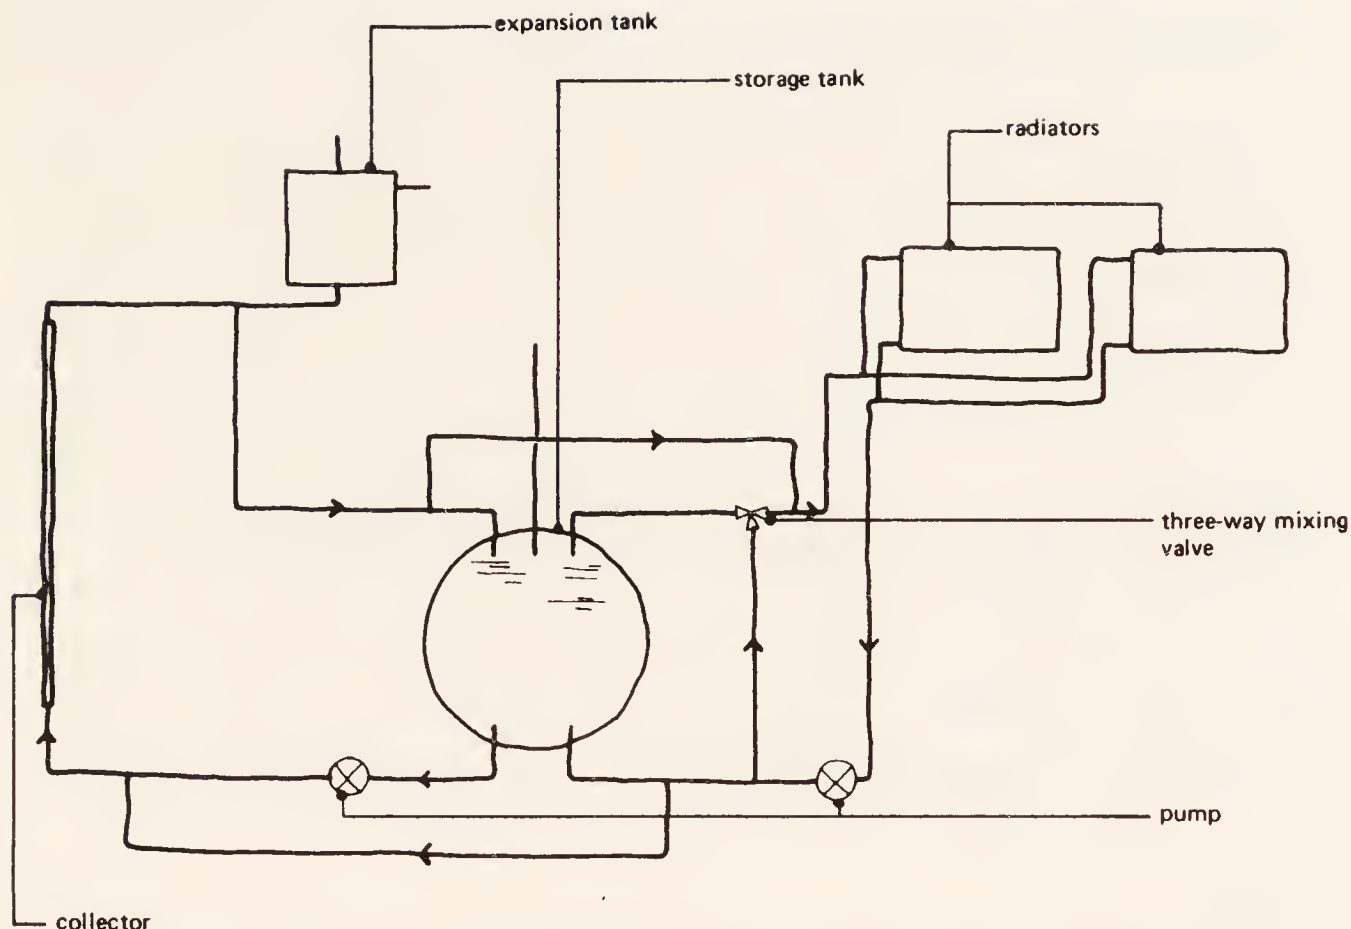 expansion tank
storage tank
radiators
three-way mixing
valve
pump
collector